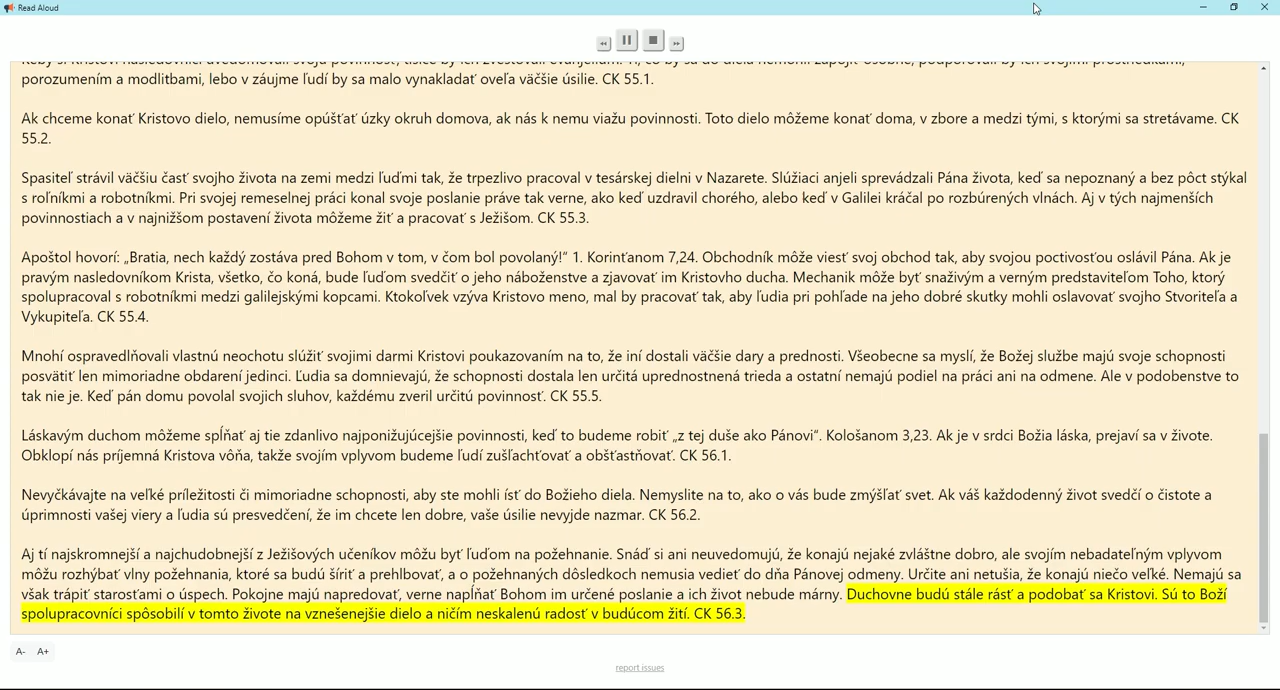 Read Aloud
porozumením a modlitbami, lebo v záujme ľudí by sa malo vynakladať oveľa väčšie úsilie. CK 55.1.
Ak chceme konať Kristovo dielo, nemusíme opúšťať úzky okruh domova, ak nás k nemu viažu povinnosti. Toto dielo môžeme konať doma, v zbore a medzi tými, s ktorými sa stretávame. CK
55.2.
Spasiteľ strávil väčšiu časť svojho života na zemi medzi ľuďmi tak, že trpezlivo pracoval v tesárskej dielni v Nazarete. Slúžiaci anjeli sprevádzali Pána života, keď sa nepoznaný a bez pôct stýkal
s roľníkmi a robotníkmi. Pri svojej remeselnej práci konal svoje poslanie práve tak verne, ako keď uzdravil chorého, alebo keď v Galilei kráčal po rozbúrených vlnách. Aj v tých najmenších
povinnostiach a v najnižšom postavení života môžeme žiť a pracovať s Ježišom. CK 55.3.
Apoštol hovorí: „Bratia, nech každý zostáva pred Bohom v tom, v čom bol povolaný!“ 1. Korinťanom 7,24. Obchodník môže viesť svoj obchod tak, aby svojou poctivosťou oslávil Pána. Ak je
pravým nasledovníkom Krista, všetko, čo koná, bude ľuďom svedčiť o jeho náboženstve a zjavovať im Kristovho ducha. Mechanik môže byť snaživým a verným predstaviteľom Toho, ktorý
spolupracoval s robotníkmi medzi galilejskými kopcami. Ktokoľvek vzýva Kristovo meno, mal by pracovať tak, aby ľudia pri pohľade na jeho dobré skutky mohli oslavovať svojho Stvoriteľa a
Vykupiteľa. CK 55.4.
Mnohí ospravedlňovali vlastnú neochotu slúžiť svojimi darmi Kristovi poukazovaním na to, že iní dostali väčšie dary a prednosti. Všeobecne sa myslí, že Božej službe majú svoje schopnosti
posvätiť len mimoriadne obdarení jedinci. Ľudia sa domnievajú, že schopnosti dostala len určitá uprednostnená trieda a ostatní nemajú podiel na práci ani na odmene. Ale v podobenstve to
tak nie je. Keď pán domu povolal svojich sluhov, každému zveril určitú povinnosť. CK 55.5.
Láskavým duchom môžeme spĺňať aj tie zdanlivo najponižujúcejšie povinnosti, keď to budeme robiť „z tej duše ako Pánovi“. Kološanom 3,23. Ak je v srdci Božia láska, prejaví sa v živote.
Obklopí nás príjemná Kristova vôňa, takže svojím vplyvom budeme ľudí zušľachťovať a obšťastňovať. CK 56.1.
Nevyčkávajte na veľké príležitosti či mimoriadne schopnosti, aby ste mohli ísť do Božieho diela. Nemyslite na to, ako o vás bude zmýšľať svet. Ak váš každodenný život svedčí o čistote a
úprimnosti vašej viery a ľudia sú presvedčení, že im chcete len dobre, vaše úsilie nevyjde nazmar. CK 56.2.
Aj tí najskromnejší a najchudobnejší z Ježišových učeníkov môžu byť ľuďom na požehnanie. Snáď si ani neuvedomujú, že konajú nejaké zvláštne dobro, ale svojím nebadateľným vplyvom
môžu rozhýbať vlny požehnania, ktoré sa budú šíriť a prehlbovať, a o požehnaných dôsledkoch nemusia vedieť do dňa Pánovej odmeny. Určite ani netušia, že konajú niečo veľké. Nemajú sa
však trápiť starosťami o úspech. Pokojne majú napredovať, verne napĺňať Bohom im určené poslanie a ich život nebude márny. Duchovne budú stále rásť a podobať sa Kristovi. Sú to Boží
spolupracovníci spôsobilí v tomto živote na vznešenejšie dielo a ničím neskalenú radosť v budúcom žití. CK 56.3.
A- A+
report issues